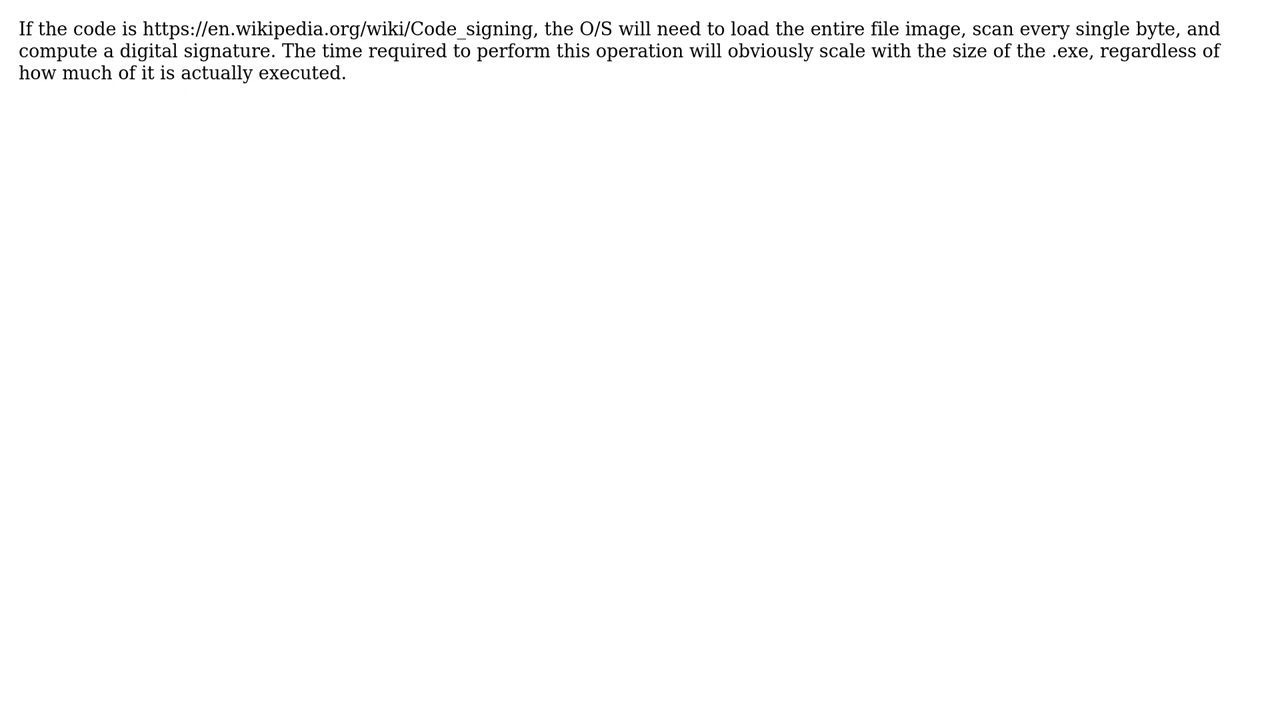 If the code is https://en.wikipedia.org/wiki/Code_signing, the O/S will need to load the entire file image, scan every single byte, and
compute a digital signature. The time required to perform this operation will obviously scale with the size of the .exe, regardless of
how much of it is actually executed.